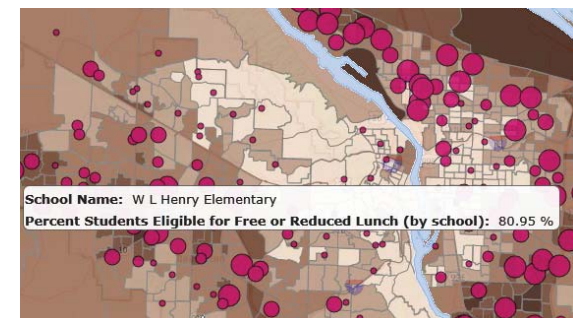 School Name: W L Henry Elementary
Percent Students Eligible for Free or Reduced Lunch (by school): 80.95 %